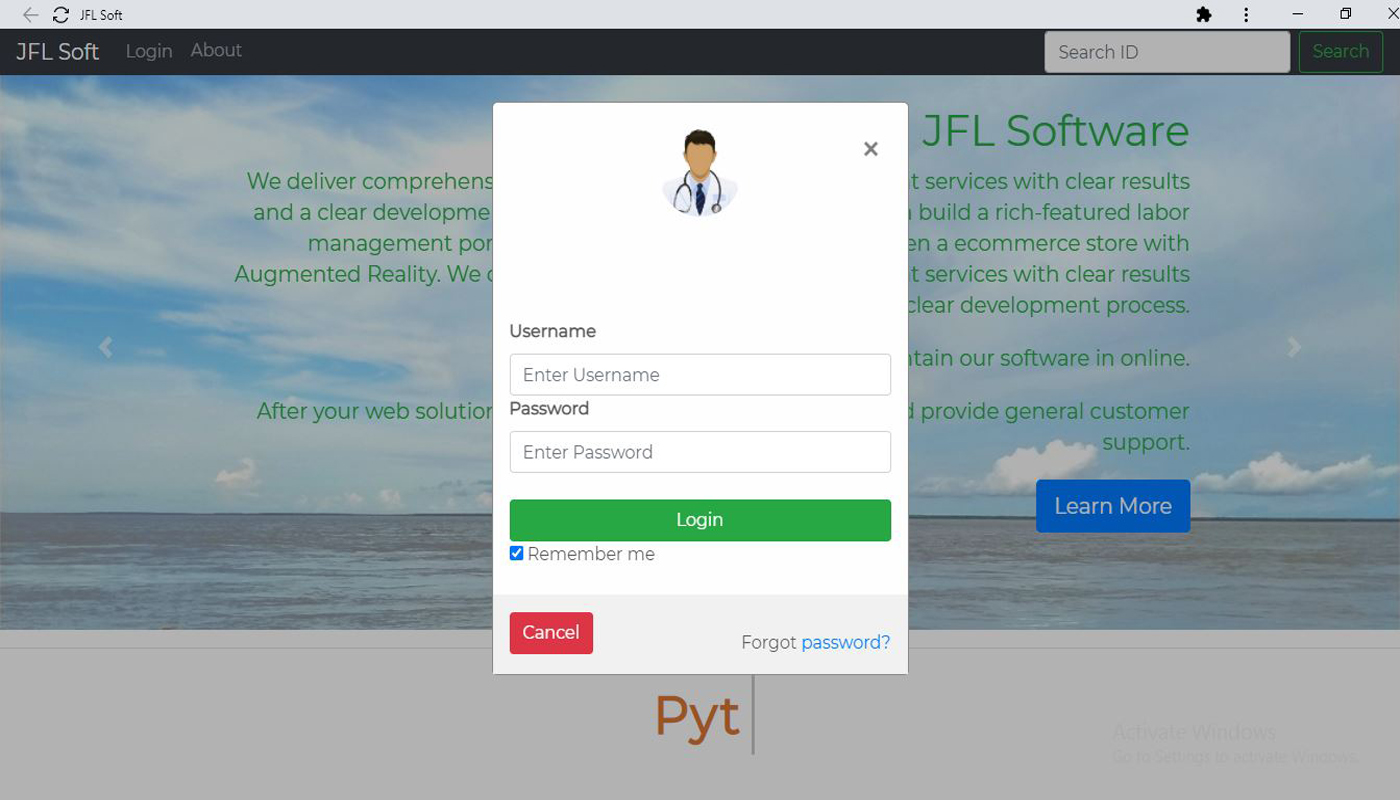 JFL Soft
JFL Soft Login About Search ID Search
JFL Software
We deliver comprehens t services with clear results
and a clear developme build a rich-featured labor
management por en a ecommerce store with
Augmented Reality. We t services with clear results
clear development process.
ntain our software in online.
After your web solution d provide general customer
support.
Learn More
Username
Enter Username
Password
Enter Password
Login
Remember me
Cancel
Forgot password?
Pyt
Activate Windows
Go to Settings to activate Windows.